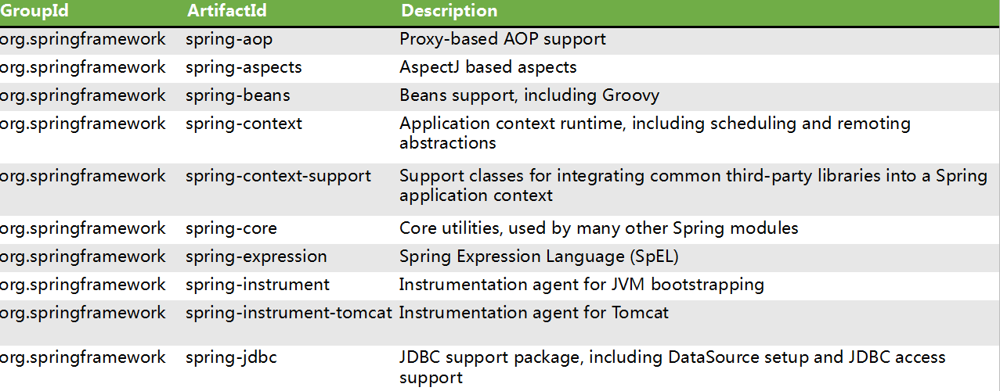 GroupId ArtifactId Description
org.springframework spring-aop Proxy-based AOP support
org.springframework spring-aspects AspectJ based aspects
org.springframework spring-beans Beans support, including Groovy
org.springframework spring-context Application context runtime, including scheduling and remoting
abstractions
org.springframework spring-context-support Support classes for integrating common third-party libraries into a Spring
application context
org.springframework spring-core Core utilities, used by many other Spring modules
org.springframework spring-expression Spring Expression Language (SpEL)
org.springframework spring-instrument Instrumentation agent for JVM bootstrapping
org.springframework spring-instrument-tomcat Instrumentation agent for Tomcat
org.springframework spring-jdbc JDBC support package, including DataSource setup and JDBC access
support